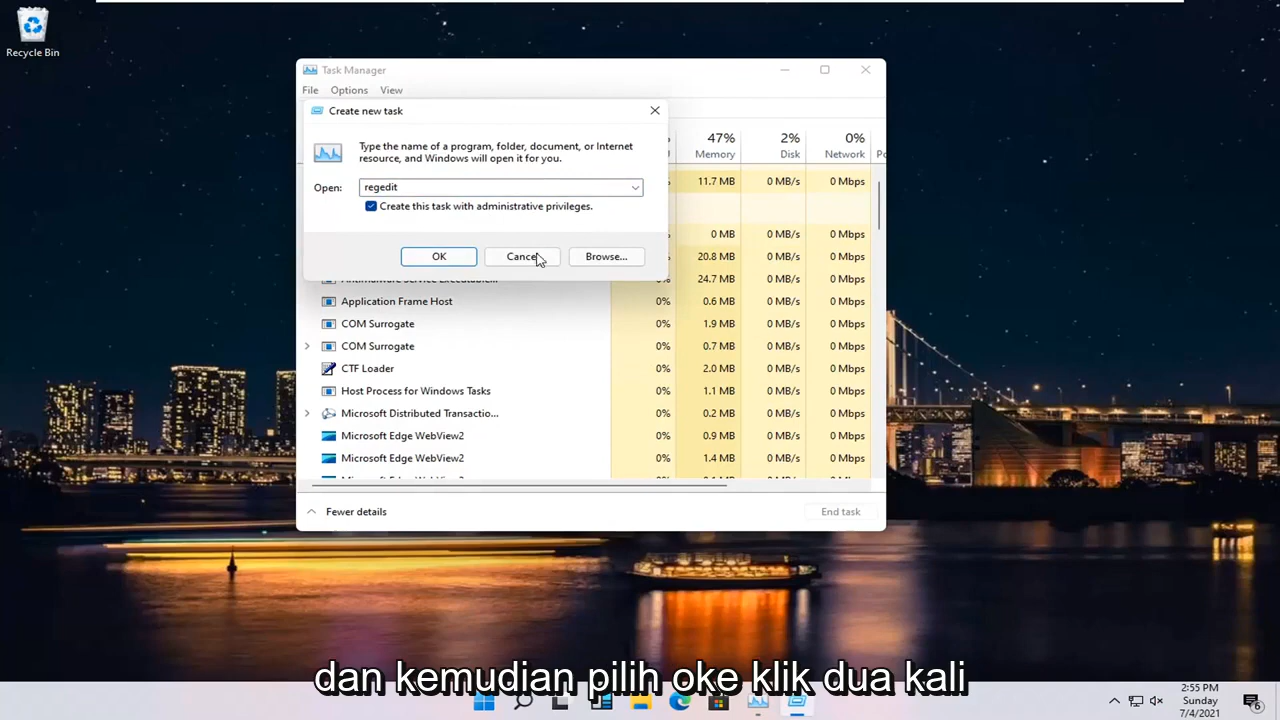 Recycle Bin
Task Manager
File Options View
Create new task
Type the name of a program, folder, document, or Internet
resource, and Windows will open it for you.
Open: regedit
Create this task with administrative privileges.
OK Cancel Browse...
47% 2% 0%
Memory Disk Network
11.7 MB 0 MB/s 0 Mbps
0 MB 0 MB/s 0 Mbps
20.8 MB 0 MB/s 0 Mbps
24.7 MB 0 MB/s 0 Mbps
Application Frame Host 0% 0.6 MB 0 MB/s 0 Mbps
COM Surrogate 0% 1.9 MB 0 MB/s 0 Mbps
COM Surrogate 0% 0.7 MB 0 MB/s 0 Mbps
CTF Loader 0% 2.0 MB 0 MB/s 0 Mbps
Host Process for Windows Tasks 0% 1.1 MB 0 MB/s 0 Mbps
Microsoft Distributed Transactio... 0% 0.2 MB 0 MB/s 0 Mbps
Microsoft Edge WebView2 0% 0.9 MB 0 MB/s 0 Mbps
Microsoft Edge WebView2 0% 1.4 MB 0 MB/s 0 Mbps
Fewer details End task
dan kemudian pilih oke klik dua kali
2:55 PM
Sunday
7/4/2021
6